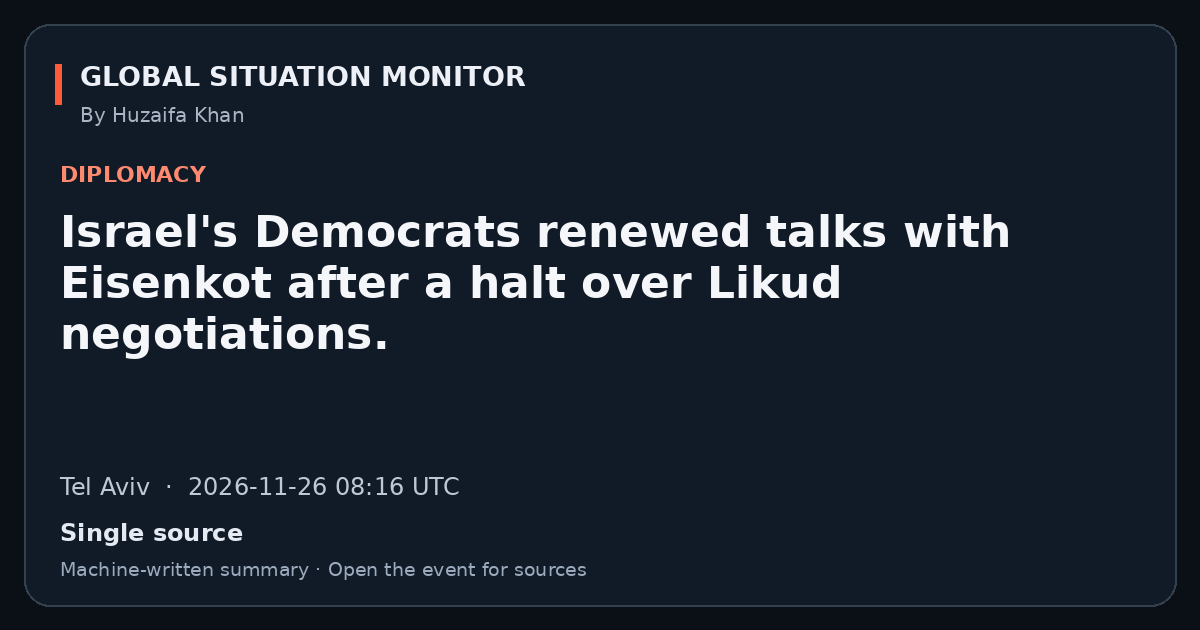 GLOBAL SITUATION MONITOR
By Huzaifa Khan
DIPLOMACY
Israel's Democrats renewed talks with
Eisenkot after a halt over Likud
negotiations.
Tel Aviv · 2026-11-26 08:16 UTC
Single source
Machine-written summary · Open the event for sources